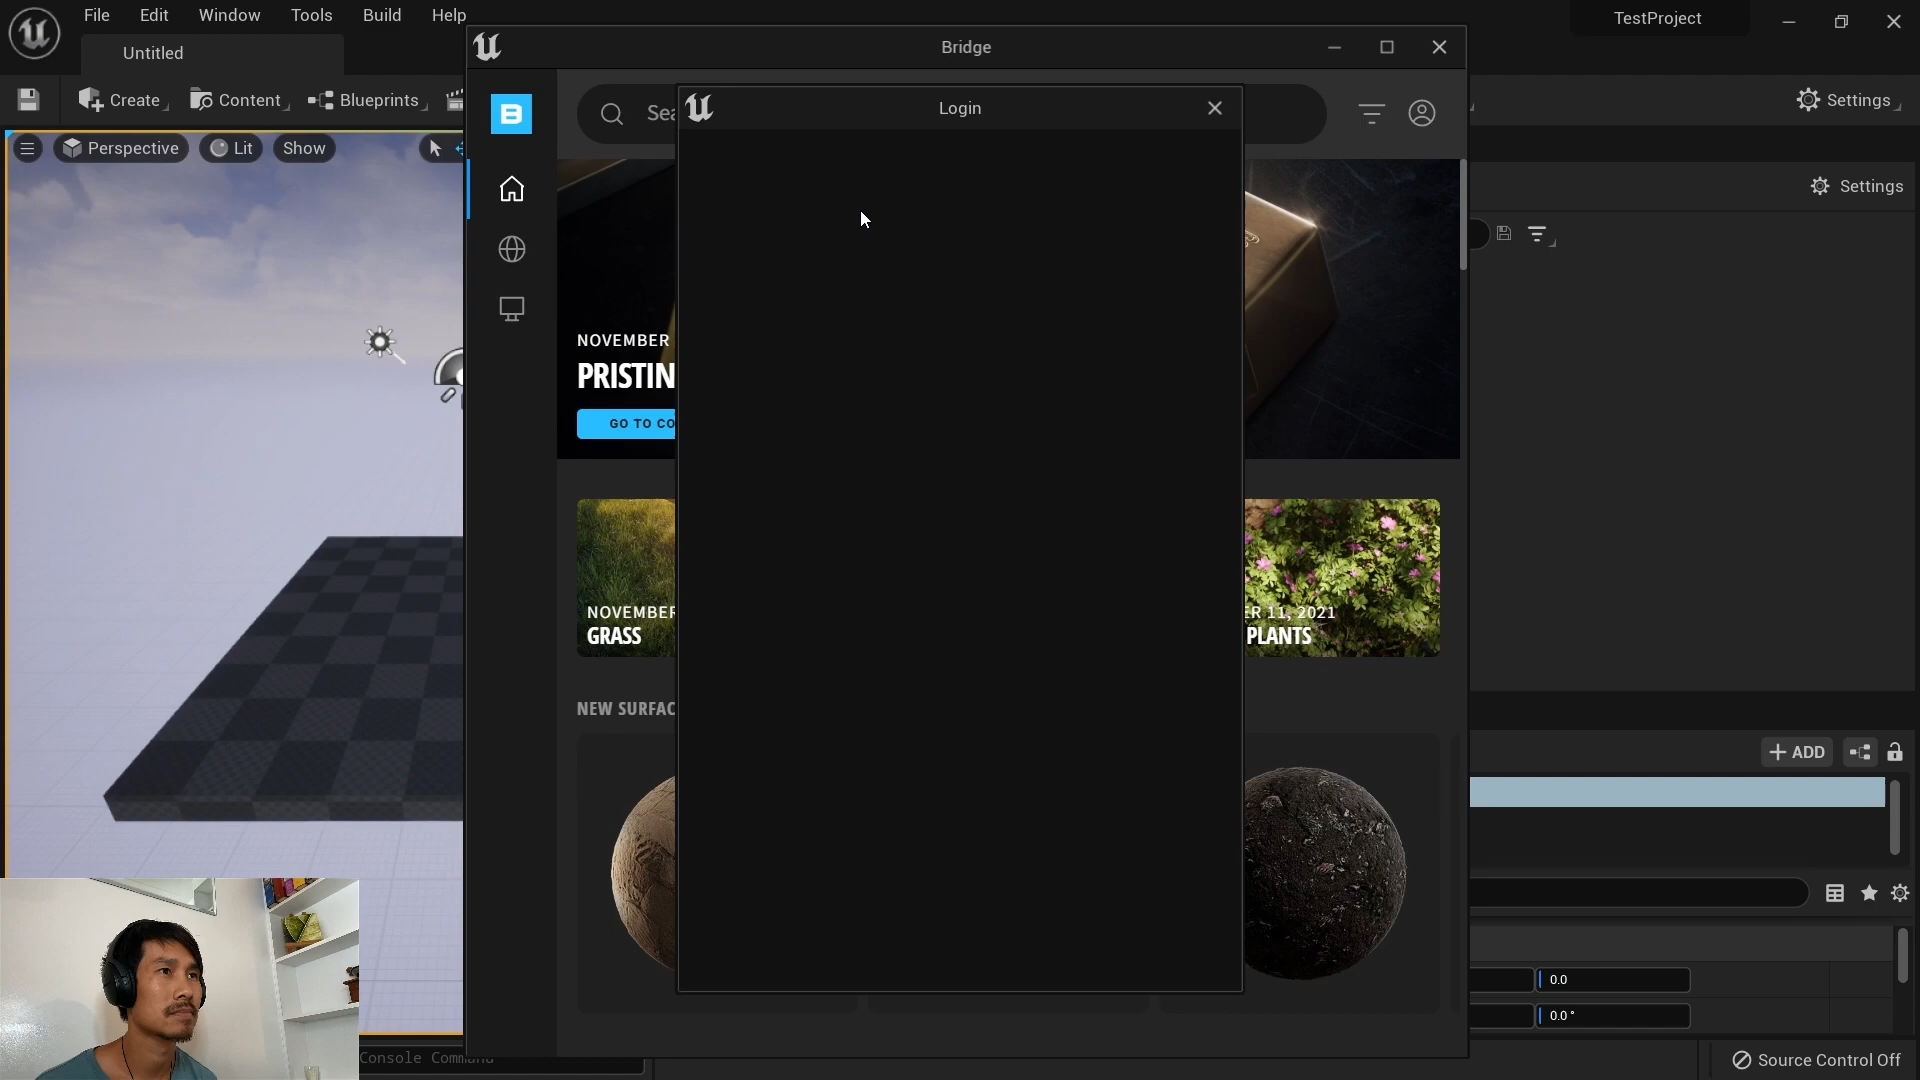 File Edit Window Tools Build Help
TestProject
Untitled
Bridge
Create
Content
Blueprints
Settings
Login
Perspective
Lit
Show
Settings
NOVEMBER
PRISTIN
GO TO CO
NOVEMBER
GRASS
ER 11, 2021
PLANTS
NEW SURFAC
ADD
0.0
0.0 °
Console Command
Source Control Off